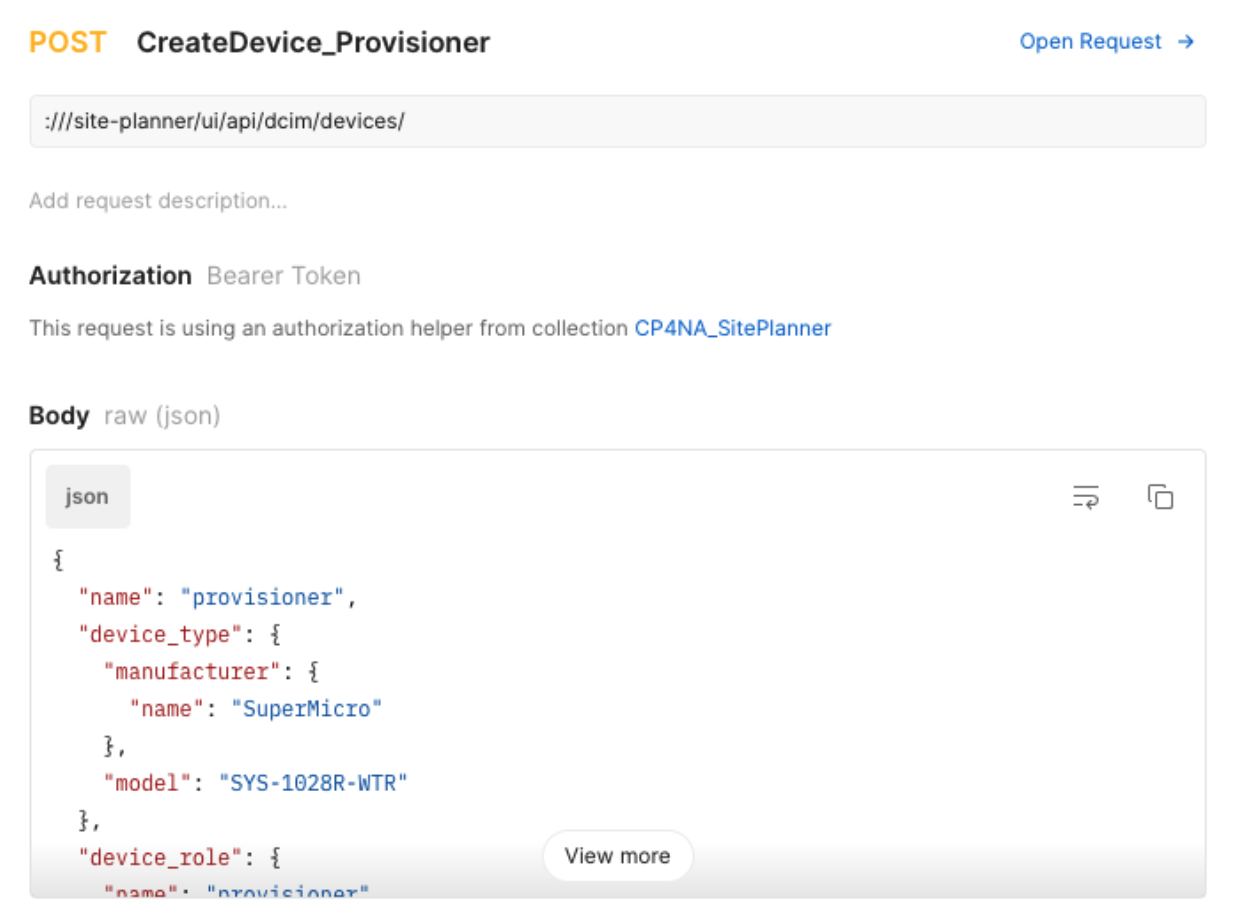 POST CreateDevice_Provisioner Open Request →
:///site-planner/ui/api/dcim/devices/
Add request description...
Authorization Bearer Token
This request is using an authorization helper from collection CP4NA_SitePlanner
Body raw (json)
json
{
"name": "provisioner",
"device_type": {
"manufacturer": {
"name": "SuperMicro"
},
"model": "SYS-1028R-WTR"
},
"device_role": {
View more
"name": "provisioner"